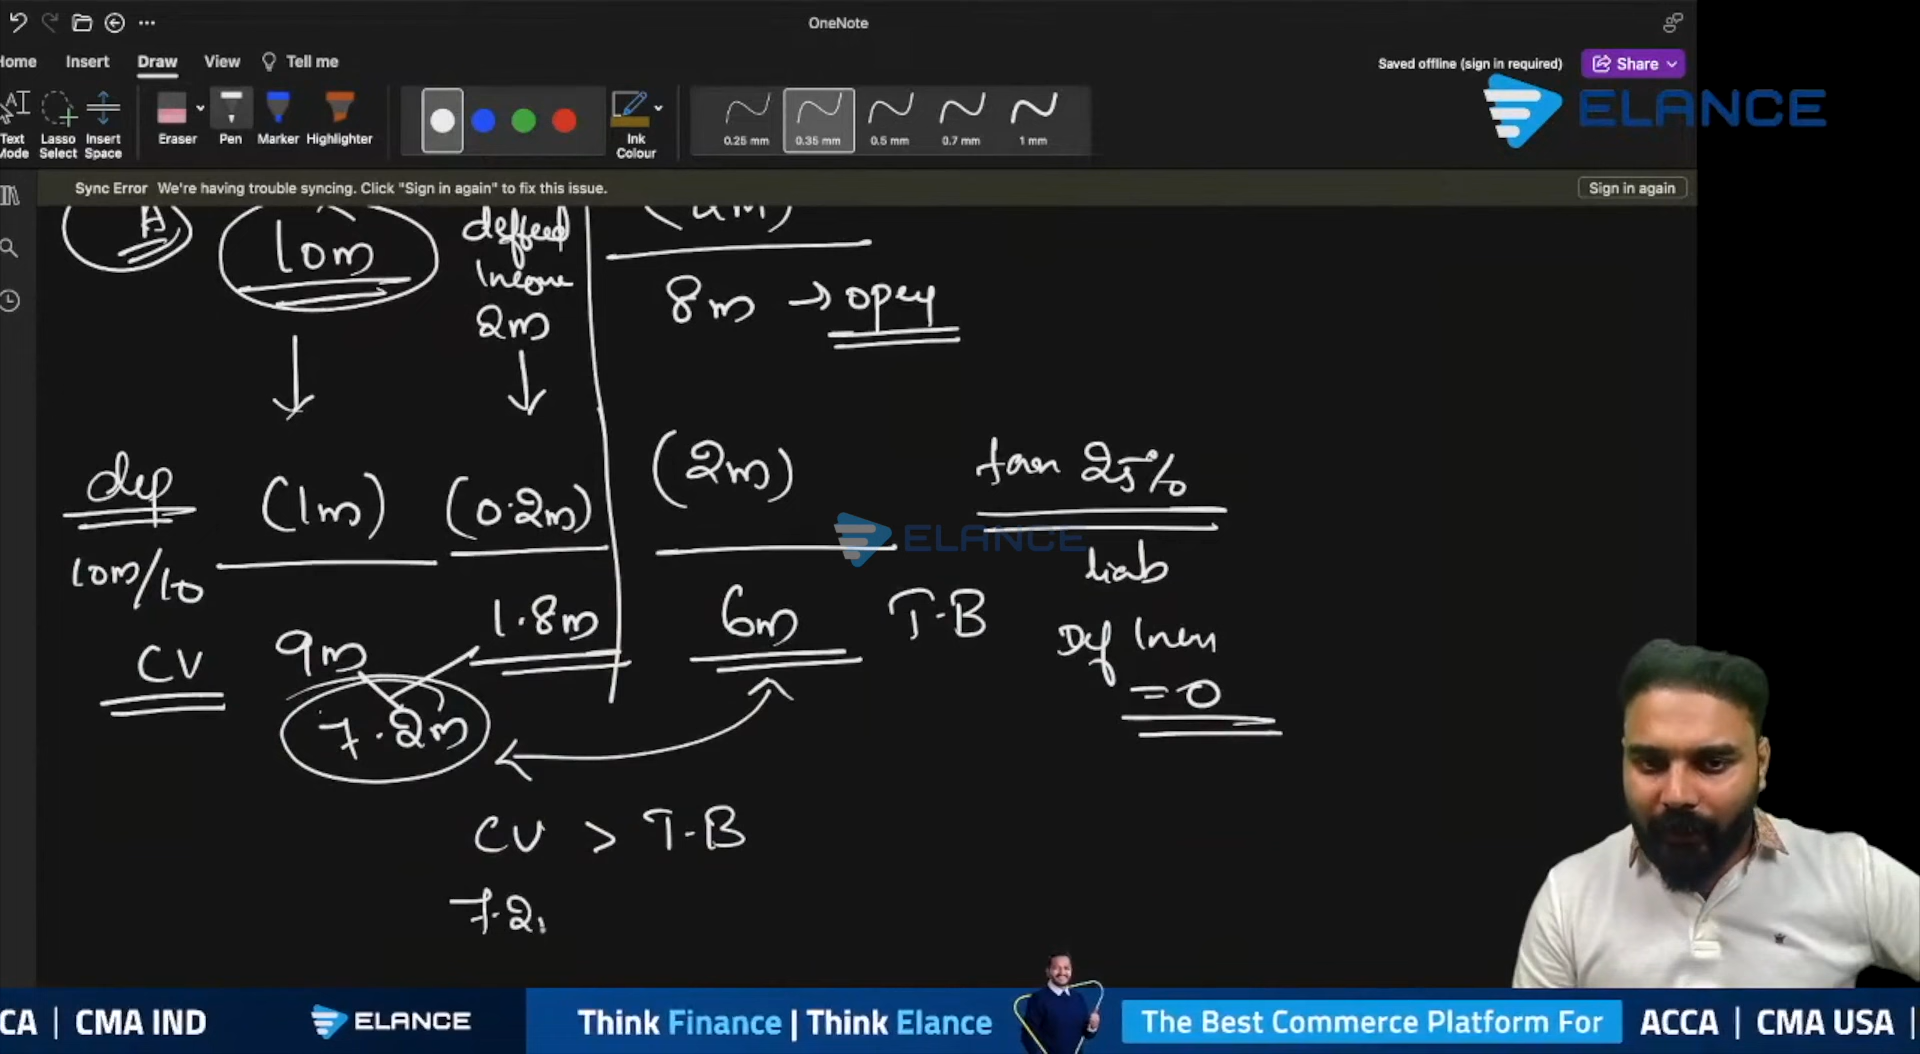 OneNote
Home Insert Draw View Tell me
Saved offline (sign in required) Share
Text Mode
Lasso Select
Insert Space
Eraser
Pen
Marker
Highlighter
Ink Colour
0.25 mm
0.35 mm
0.5 mm
0.7 mm
1 mm
ELANCE
Sync Error We're having trouble syncing. Click "Sign in again" to fix this issue. Sign in again
A 10m
Income
2m
8m →
dep (1m) (0.2m) (2m) 25%
10m/10
ELANCE
liab
CV 9m 1.8m 6m T-B
Def
= 0
7.2m
CV > T-B
7.2
CA | CMA IND ELANCE Think Finance | Think Elance The Best Commerce Platform For ACCA | CMA USA |